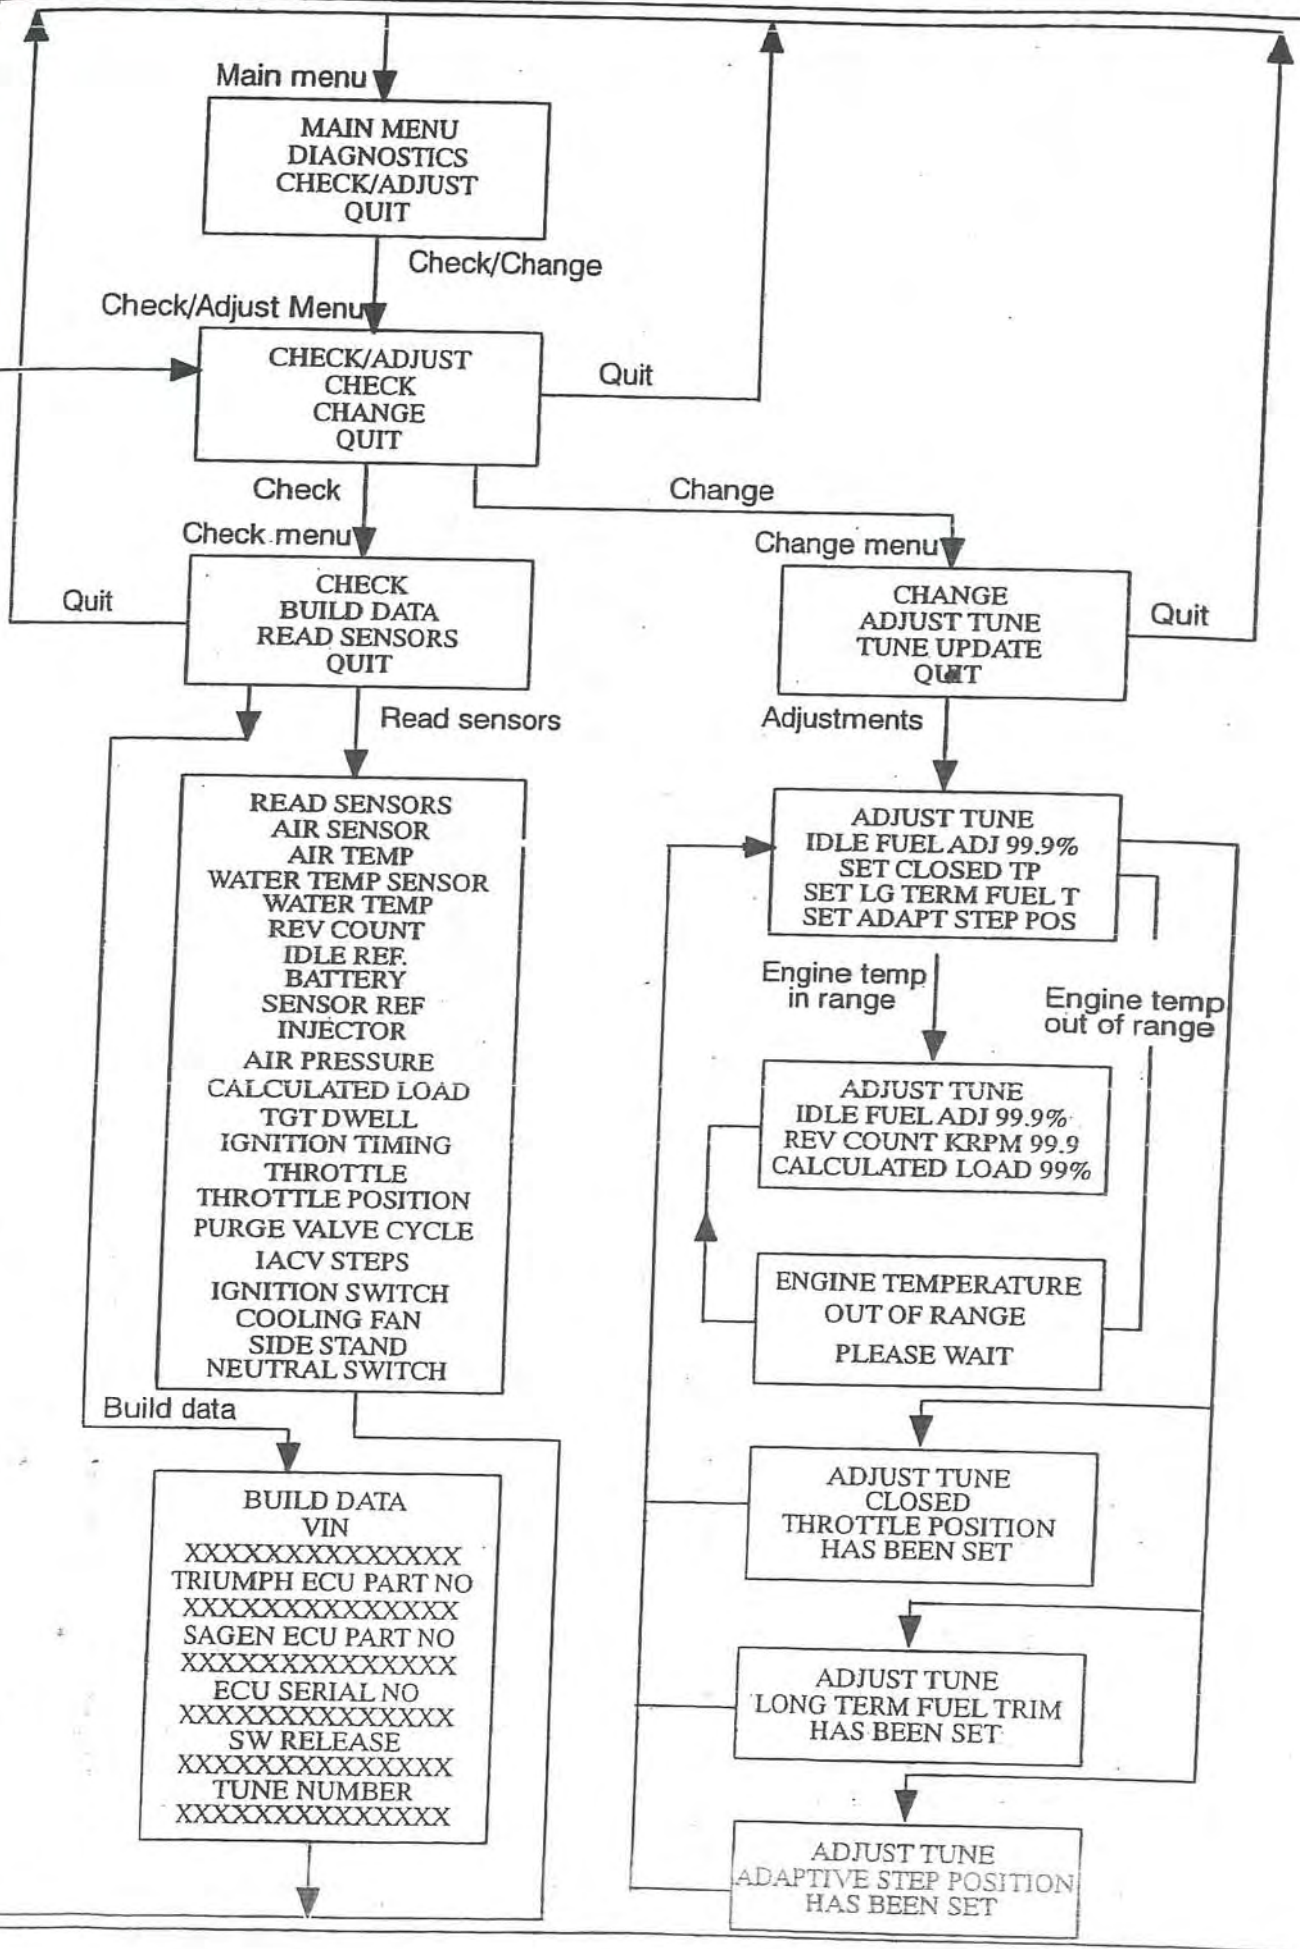 Main menu
MAIN MENU
DIAGNOSTICS
CHECK/ADJUST
QUIT
Check/Change
Check/Adjust Menu
CHECK/ADJUST
CHECK
CHANGE
QUIT
Quit
Check
Change
Check menu
CHECK
BUILD DATA
READ SENSORS
QUIT
Quit
Change menu
CHANGE
ADJUST TUNE
TUNE UPDATE
QUIT
Quit
Read sensors
READ SENSORS
AIR SENSOR
AIR TEMP
WATER TEMP SENSOR
WATER TEMP
REV COUNT
IDLE REF.
BATTERY
SENSOR REF
INJECTOR
AIR PRESSURE
CALCULATED LOAD
TGT DWELL
IGNITION TIMING
THROTTLE
THROTTLE POSITION
PURGE VALVE CYCLE
IACV STEPS
IGNITION SWITCH
COOLING FAN
SIDE STAND
NEUTRAL SWITCH
Build data
BUILD DATA
VIN
XXXXXXXXXXXXXX
TRIUMPH ECU PART NO
XXXXXXXXXXXXXX
SAGEN ECU PART NO
XXXXXXXXXXXXXX
ECU SERIAL NO
XXXXXXXXXXXXXX
SW RELEASE
XXXXXXXXXXXXXX
TUNE NUMBER
XXXXXXXXXXXXXX
Adjustments
ADJUST TUNE
IDLE FUEL ADJ 99.9%
SET CLOSED TP
SET LG TERM FUEL T
SET ADAPT STEP POS
Engine temp
in range
Engine temp
out of range
ADJUST TUNE
IDLE FUEL ADJ 99.9%
REV COUNT KRPM 99.9
CALCULATED LOAD 99%
ENGINE TEMPERATURE
OUT OF RANGE
PLEASE WAIT
ADJUST TUNE
CLOSED
THROTTLE POSITION
HAS BEEN SET
ADJUST TUNE
LONG TERM FUEL TRIM
HAS BEEN SET
ADJUST TUNE
ADAPTIVE STEP POSITION
HAS BEEN SET